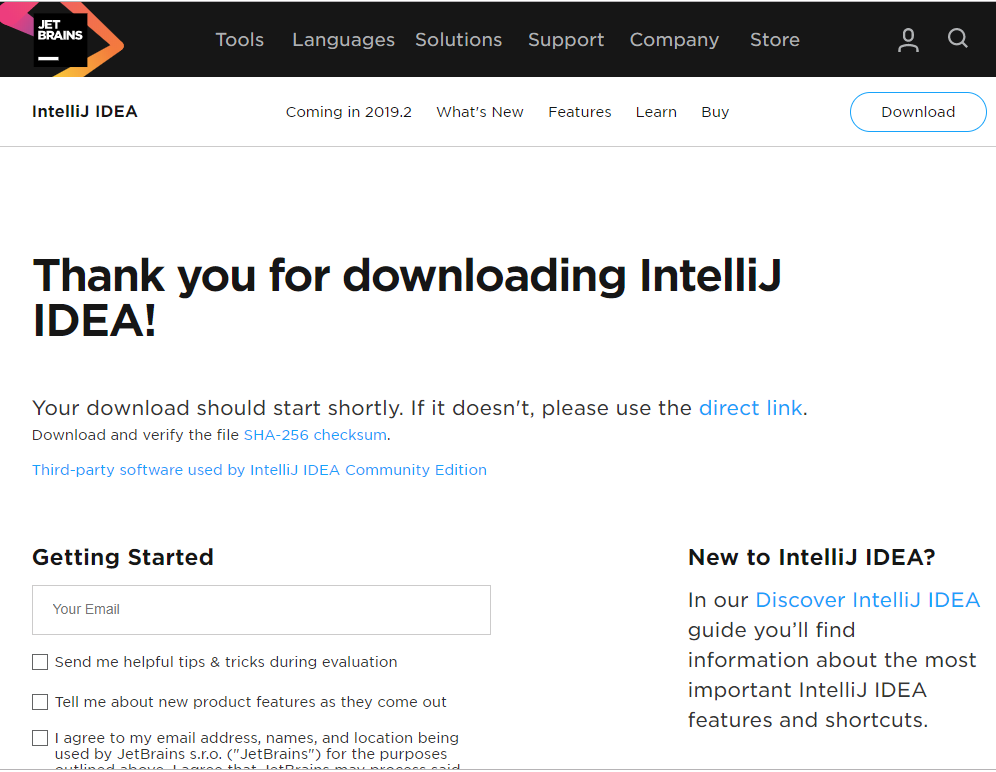 JET
BRAINS
Tools Languages Solutions Support Company Store
IntelliJ IDEA
Coming in 2019.2 What's New Features Learn Buy
Download
Thank you for downloading IntelliJ
IDEA!
Your download should start shortly. If it doesn't, please use the direct link.
Download and verify the file SHA-256 checksum.
Third-party software used by IntelliJ IDEA Community Edition
Getting Started
Your Email
Send me helpful tips & tricks during evaluation
Tell me about new product features as they come out
I agree to my email address, names, and location being
used by JetBrains s.r.o. ("JetBrains") for the purposes
outlined above. I agree that JetBrains may process said
New to IntelliJ IDEA?
In our Discover IntelliJ IDEA
guide you’ll find
information about the most
important IntelliJ IDEA
features and shortcuts.